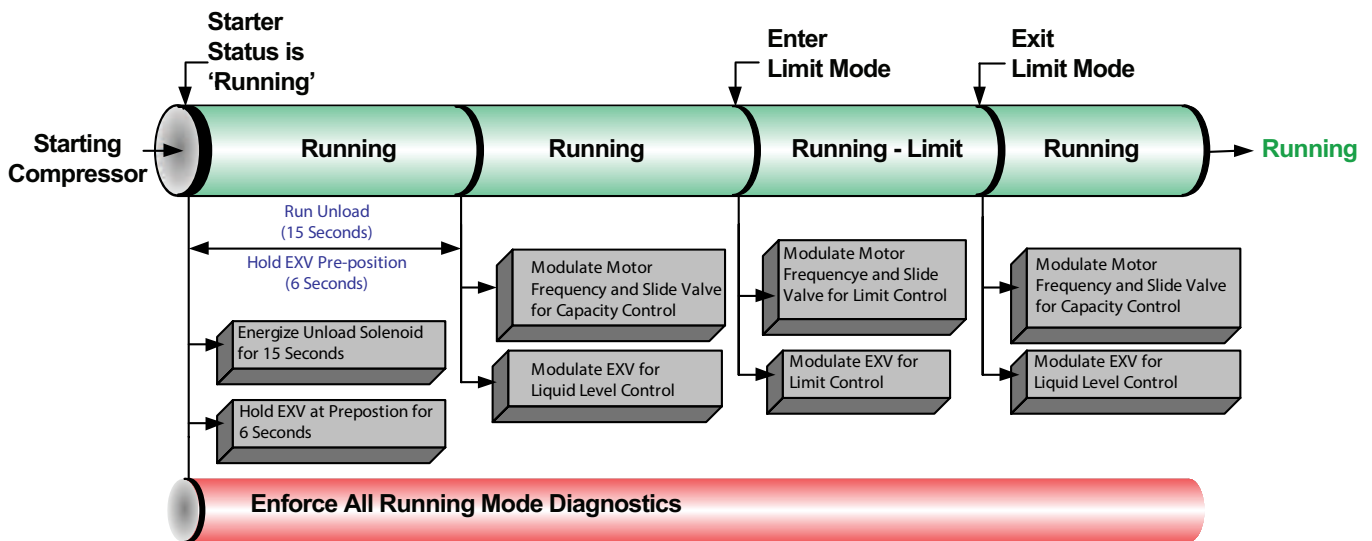 Starter
Status is
‘Running’
Enter
Limit Mode
Exit
Limit Mode
Starting
Compressor
Running
Running
Running - Limit
Running
Running
Run Unload
(15 Seconds)
Hold EXV Pre-position
(6 Seconds)
Energize Unload Solenoid
for 15 Seconds
Hold EXV at Prepostion for
6 Seconds
Modulate Motor
Frequency and Slide Valve
for Capacity Control
Modulate EXV for
Liquid Level Control
Modulate Motor
Frequencye and Slide
Valve for Limit Control
Modulate EXV for
Limit Control
Modulate Motor
Frequency and Slide Valve
for Capacity Control
Modulate EXV for
Liquid Level Control
Enforce All Running Mode Diagnostics